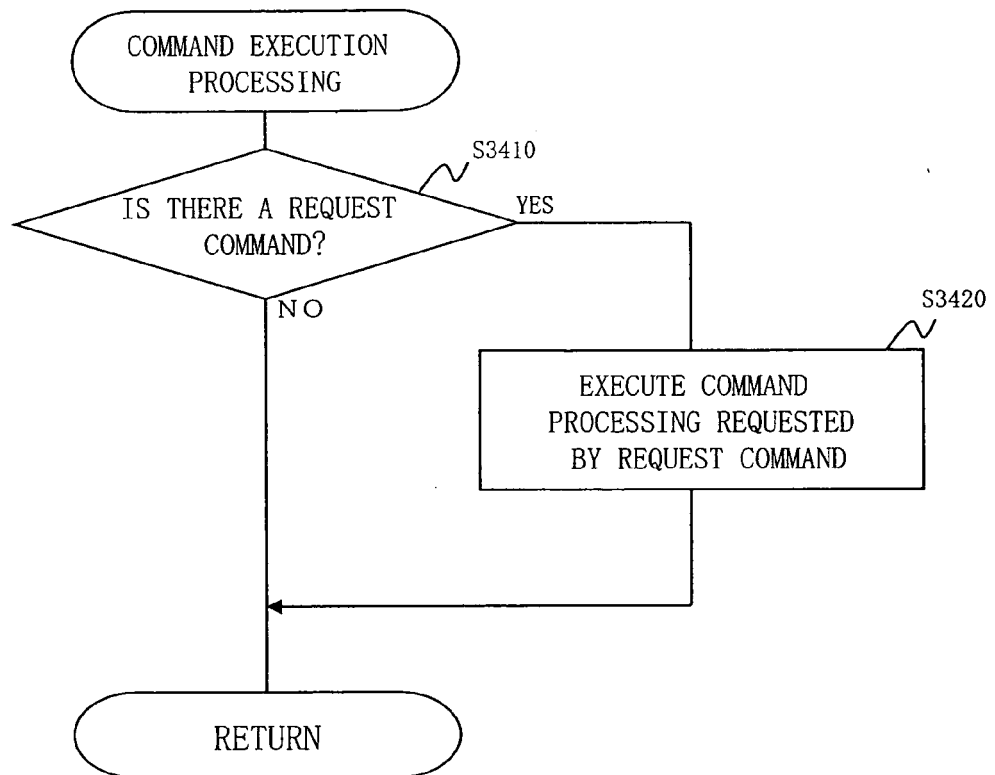 COMMAND EXECUTION
PROCESSING
S3410
IS THERE A REQUEST
COMMAND?
YES
NO
S3420
EXECUTE COMMAND
PROCESSING REQUESTED
BY REQUEST COMMAND
RETURN